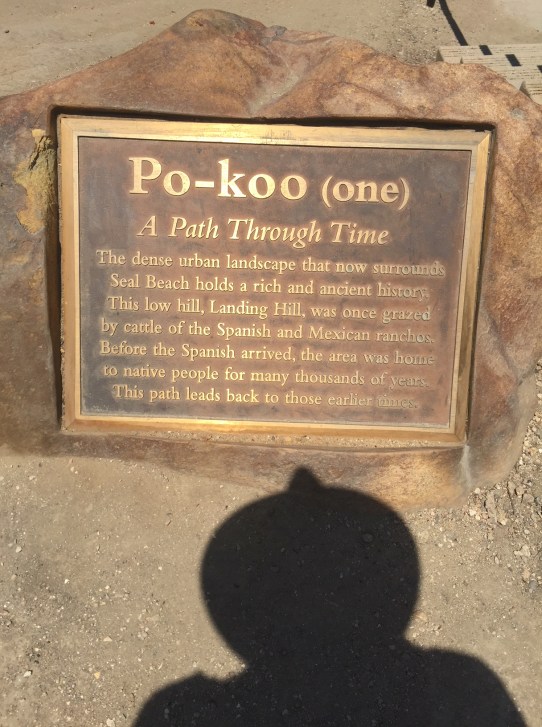 Po-koo (one)
A Path Through Time
The dense urban landscape that now surrounds
Seal Beach holds a rich and ancient history.
This low hill, Landing Hill, was once grazed
by cattle of the Spanish and Mexican ranchos.
Before the Spanish arrived, the area was home
to native people for many thousands of years.
This path leads back to those earlier times.